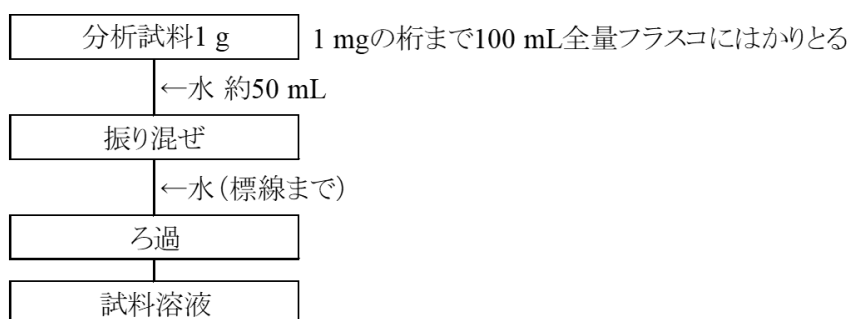 分析試料1 g
1 mgの桁まで100 mL全量フラスコにはかりとる
←水 約50 mL
振り混ぜ
←水(標線まで)
ろ過
試料溶液